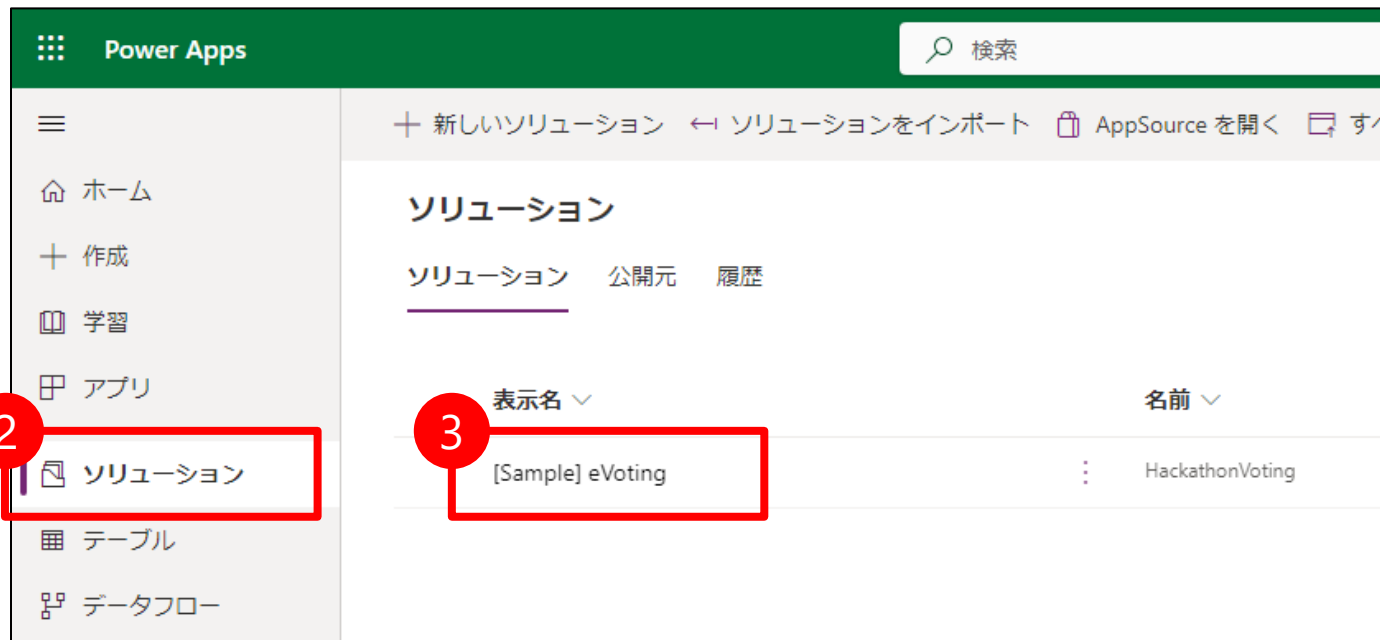 Power Apps
検索
＋ 新しいソリューション ソリューションをインポート AppSource を開く すべ
ホーム
作成
学習
アプリ
2 ソリューション
テーブル
データフロー
ソリューション
ソリューション 公開元 履歴
表示名 名前
3 [Sample] eVoting HackathonVoting